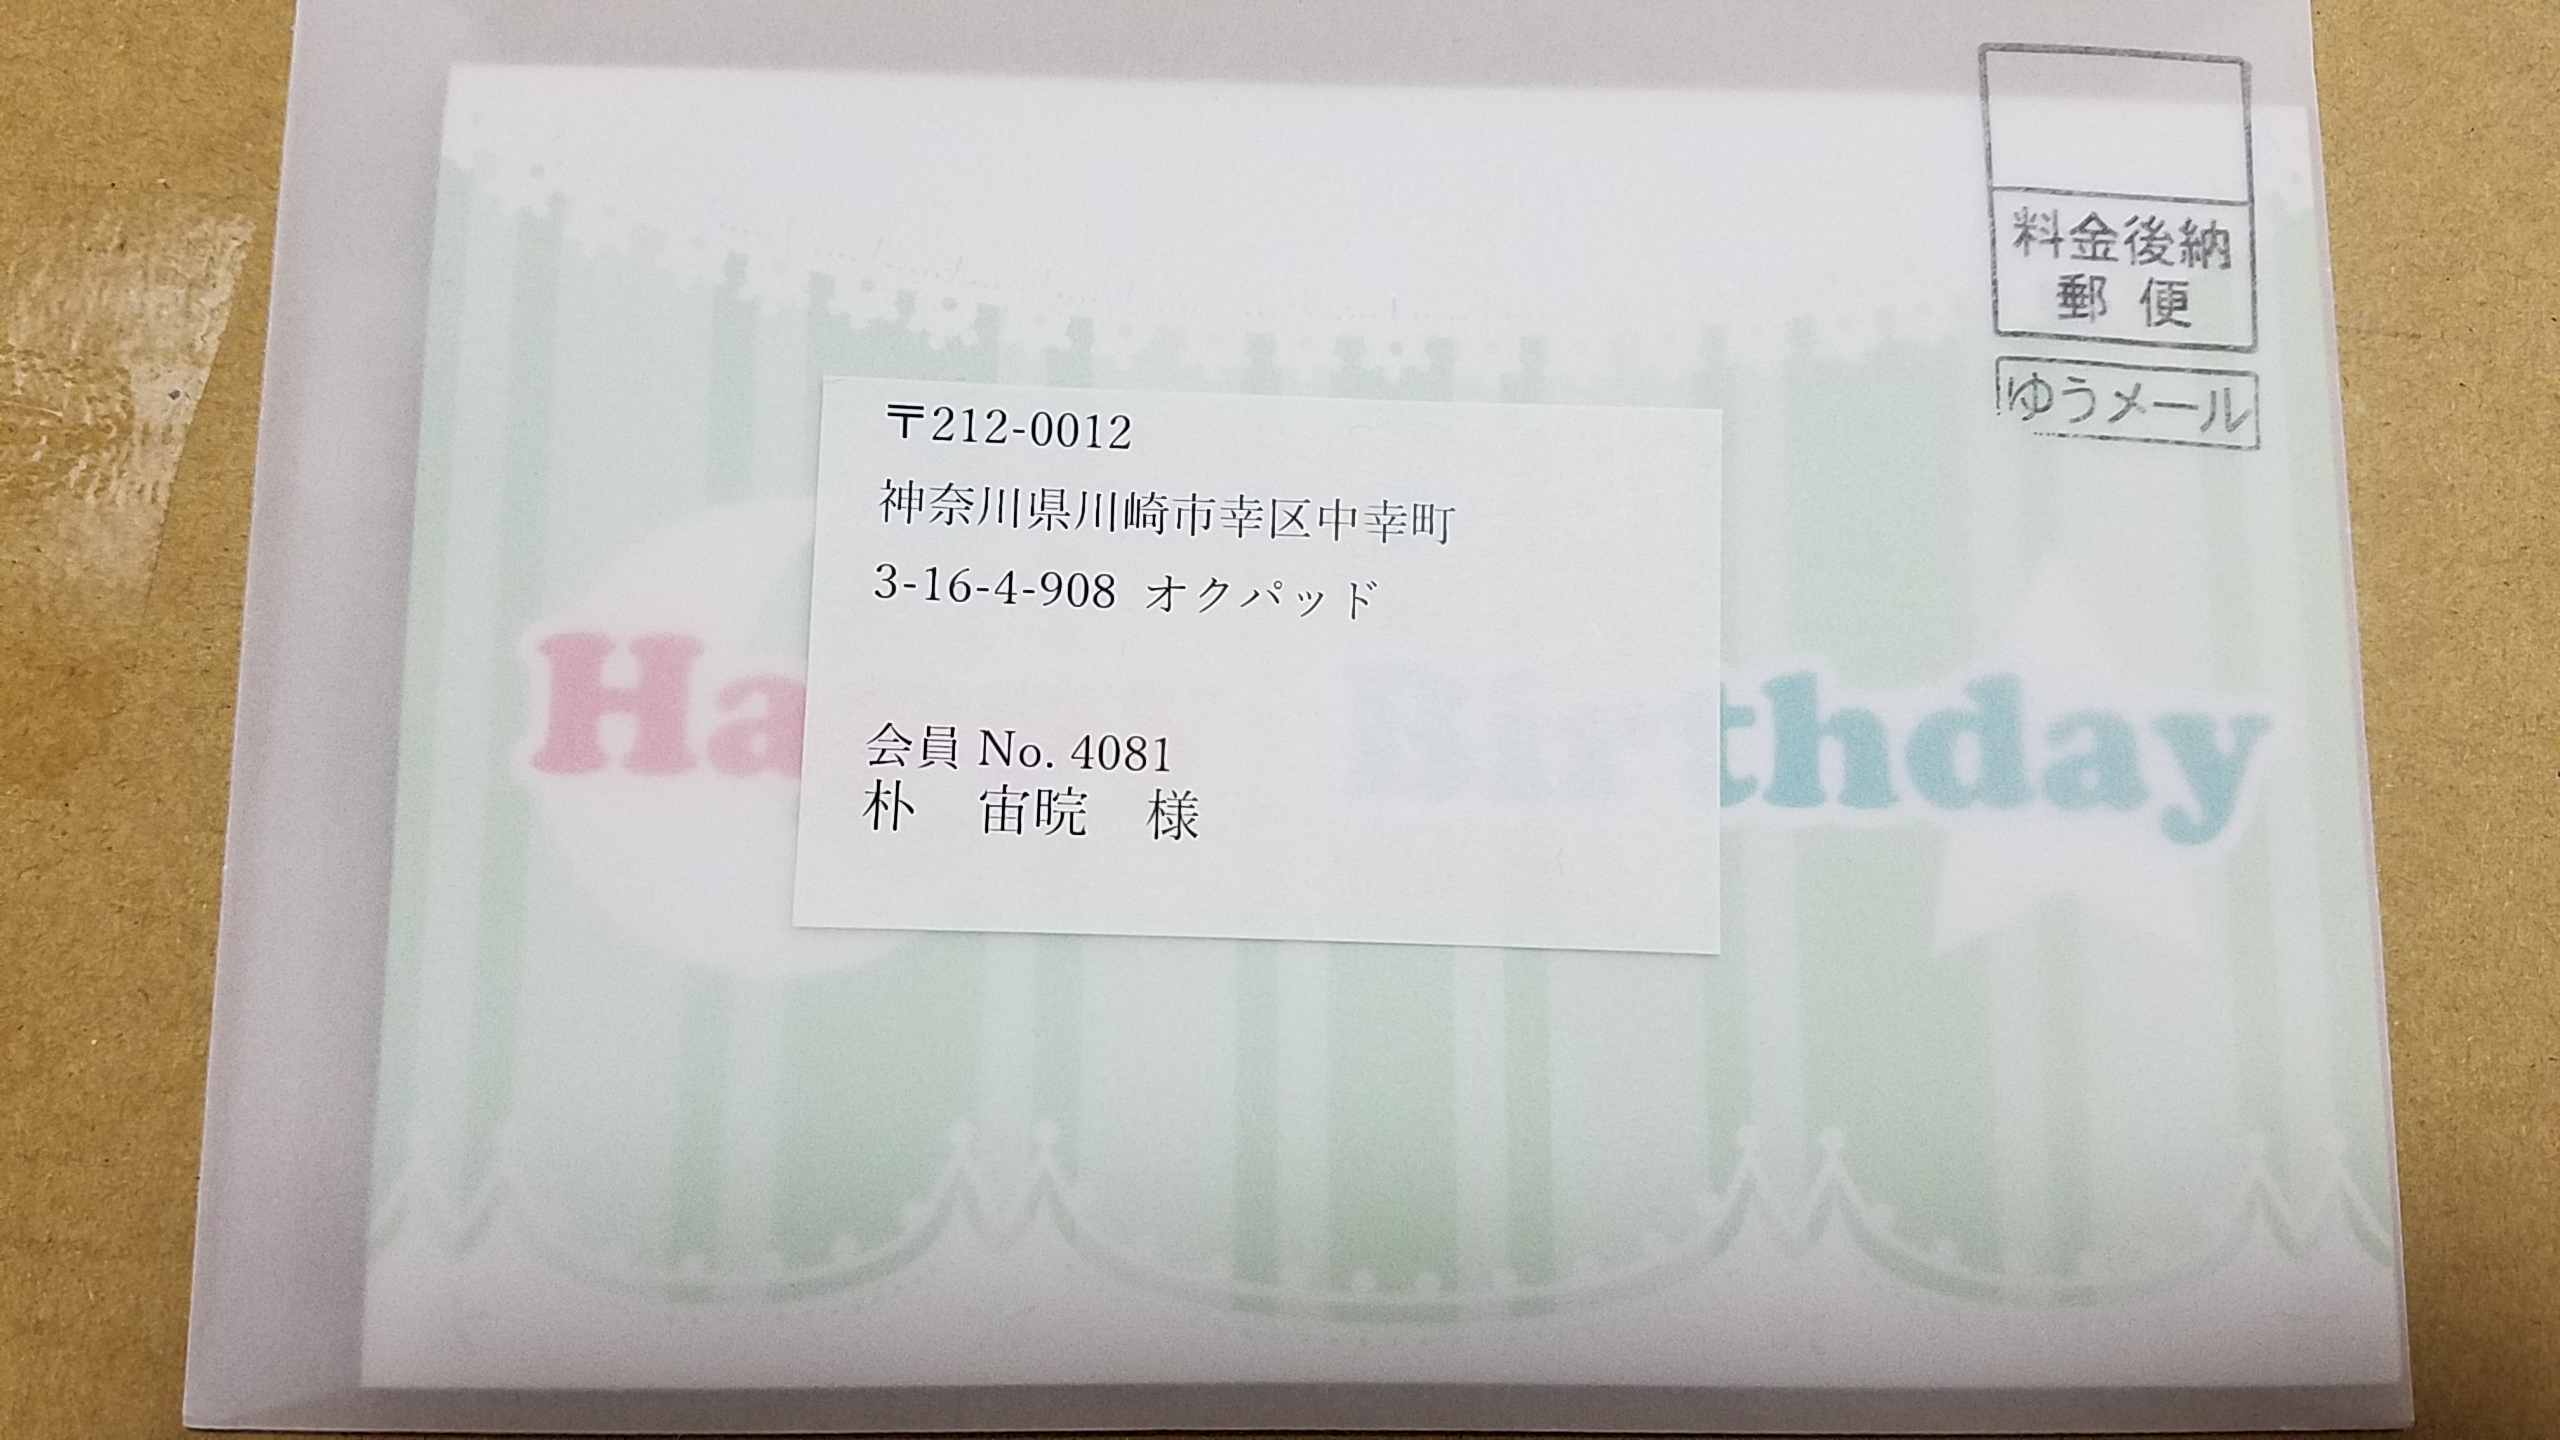 料金後納
郵便
ゆうメール
〒212-0012
神奈川県川崎市幸区中幸町
3-16-4-908 オクパッド
Ha
thday
会員 No. 4081
朴　宙晥　様